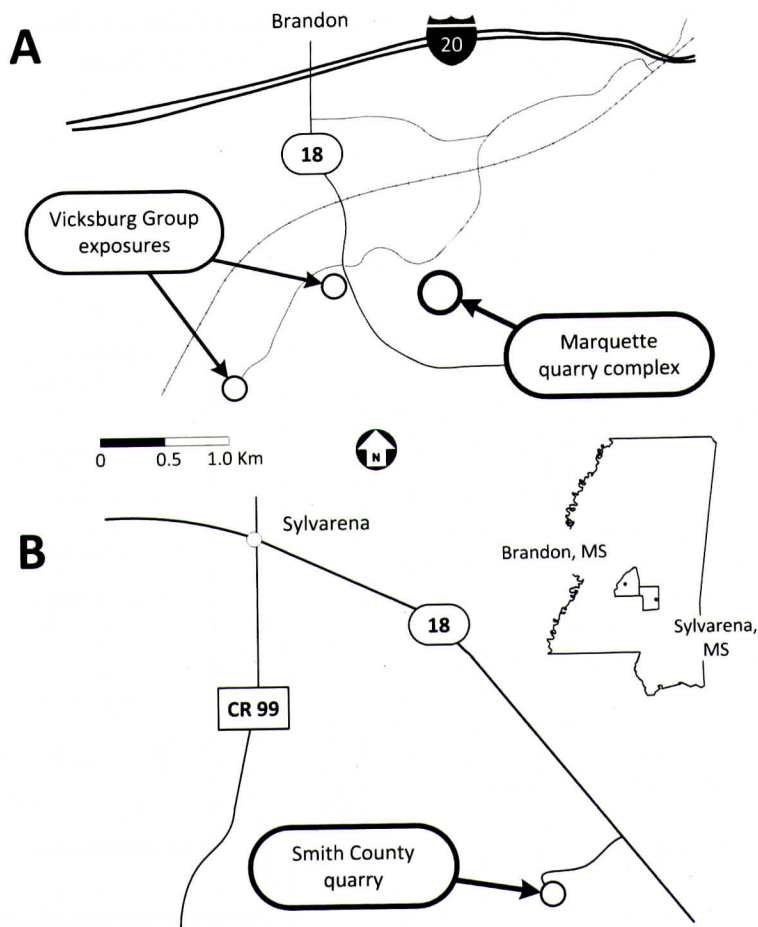 A
Brandon
20
18
Vicksburg Group
exposures
Marquette
quarry complex
0 0.5 1.0 Km
N
B
Sylvarena
Brandon, MS
18
Sylvarena,
MS
CR 99
Smith County
quarry